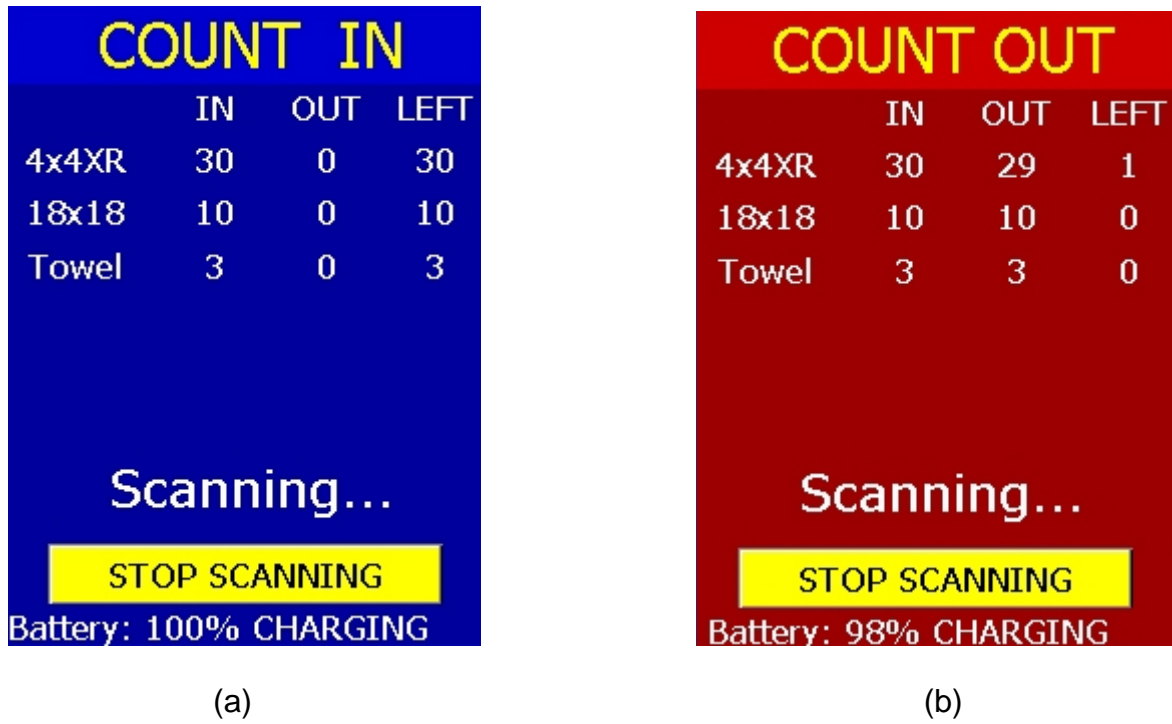 COUNT IN
IN OUT LEFT
4x4XR 30 0 30
18x18 10 0 10
Towel 3 0 3
Scanning...
STOP SCANNING
Battery: 100% CHARGING
(a)
COUNT OUT
IN OUT LEFT
4x4XR 30 29 1
18x18 10 10 0
Towel 3 3 0
Scanning...
STOP SCANNING
Battery: 98% CHARGING
(b)